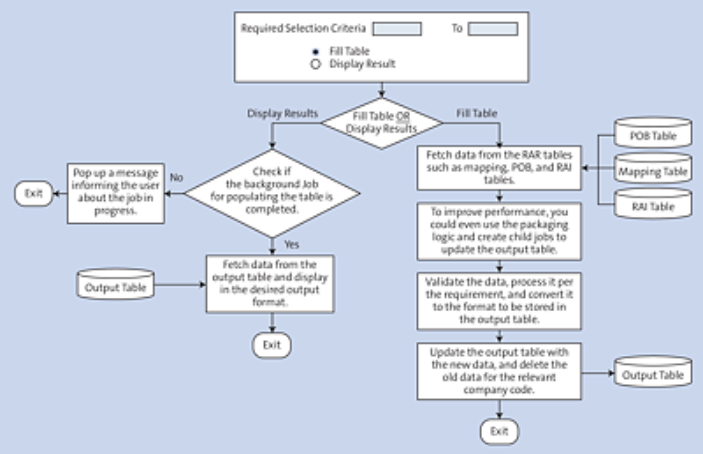 Required Selection Criteria
To
Fill Table
Display Result
Display Results
Fill Table OR
Display Results
Fill Table
Fetch data from the RAR tables
such as mapping, POB, and RAI
tables.
POB Table
Mapping Table
RAI Table
Check if
the background Job
for populating the table is
completed.
No
Pop up a message
informing the user
about the job in
progress.
Exit
Yes
To improve performance, you
could even use the packaging
logic and create child jobs to
update the output table.
Fetch data from the
output table and display
in the desired output
format.
Output Table
Exit
Validate the data, process it per
the requirement, and convert it
to the format to be stored in
the output table.
Update the output table with
the new data, and delete the
old data for the relevant
company code.
Output Table
Exit